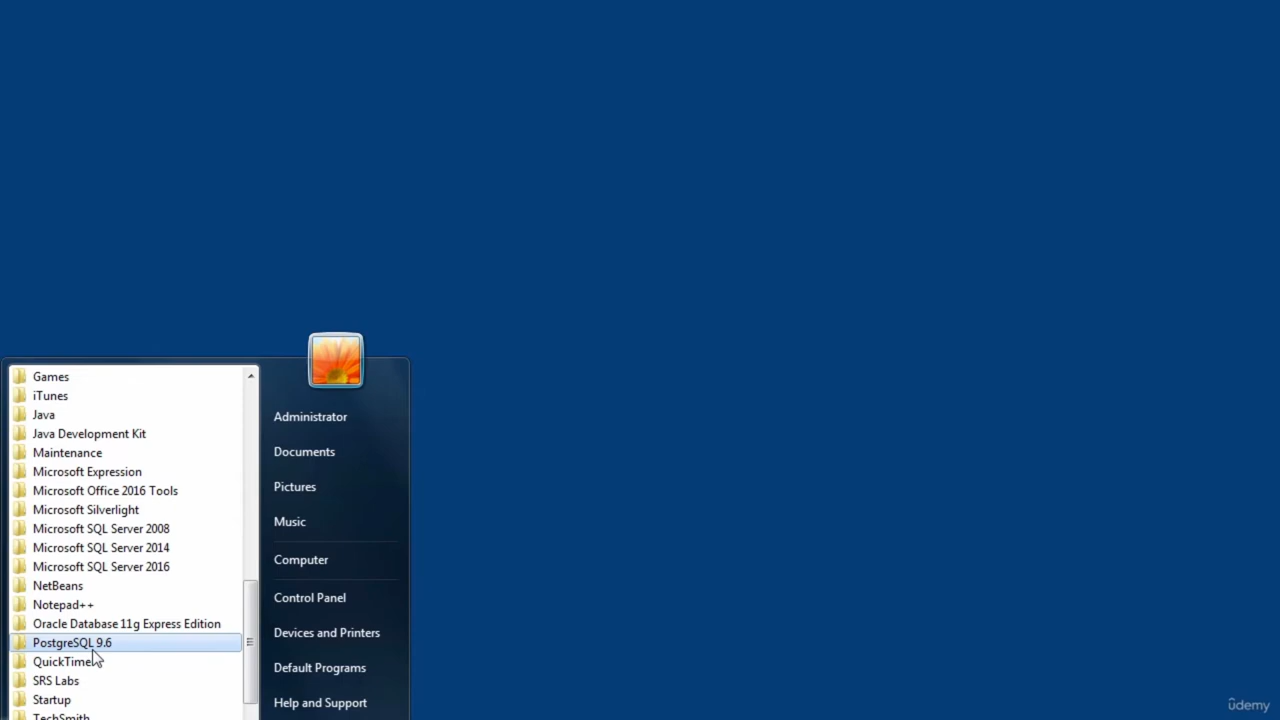 Games
iTunes
Java
Java Development Kit
Maintenance
Microsoft Expression
Microsoft Office 2016 Tools
Microsoft Silverlight
Microsoft SQL Server 2008
Microsoft SQL Server 2014
Microsoft SQL Server 2016
NetBeans
Notepad++
Oracle Database 11g Express Edition
PostgreSQL 9.6
QuickTime
SRS Labs
Startup
TechSmith
Administrator
Documents
Pictures
Music
Computer
Control Panel
Devices and Printers
Default Programs
Help and Support
ûdemy